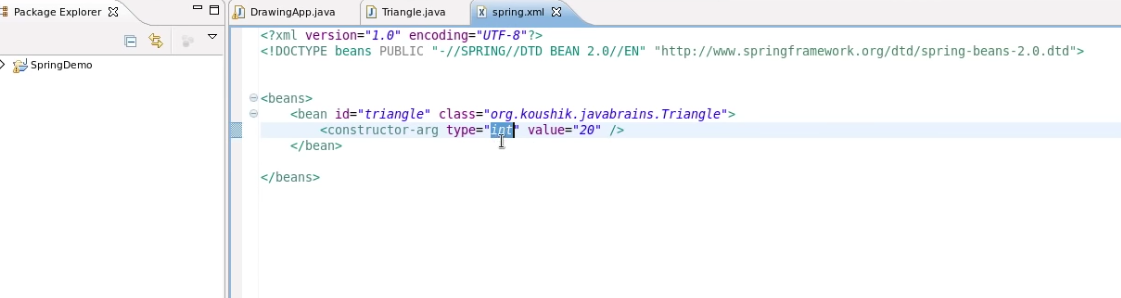 Package Explorer
DrawingApp.java
Triangle.java
spring.xml
SpringDemo
<?xml version="1.0" encoding="UTF-8"?>
<!DOCTYPE beans PUBLIC "-//SPRING//DTD BEAN 2.0//EN" "http://www.springframework.org/dtd/spring-beans-2.0.dtd">
<beans>
<bean id="triangle" class="org.koushik.javabrains.Triangle">
<constructor-arg type="int" value="20" />
</bean>
</beans>